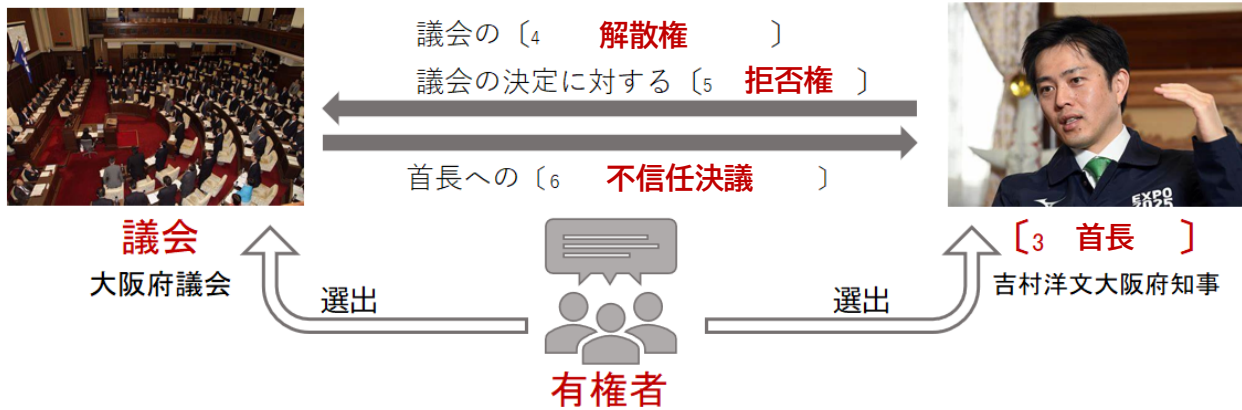 議会の〔4 解散権 〕
議会の決定に対する〔5 拒否権 〕
首長への〔6 不信任決議 〕
EXPO
2025
議会
大阪府議会
〔3 首長 〕
吉村洋文大阪府知事
選出
選出
有権者